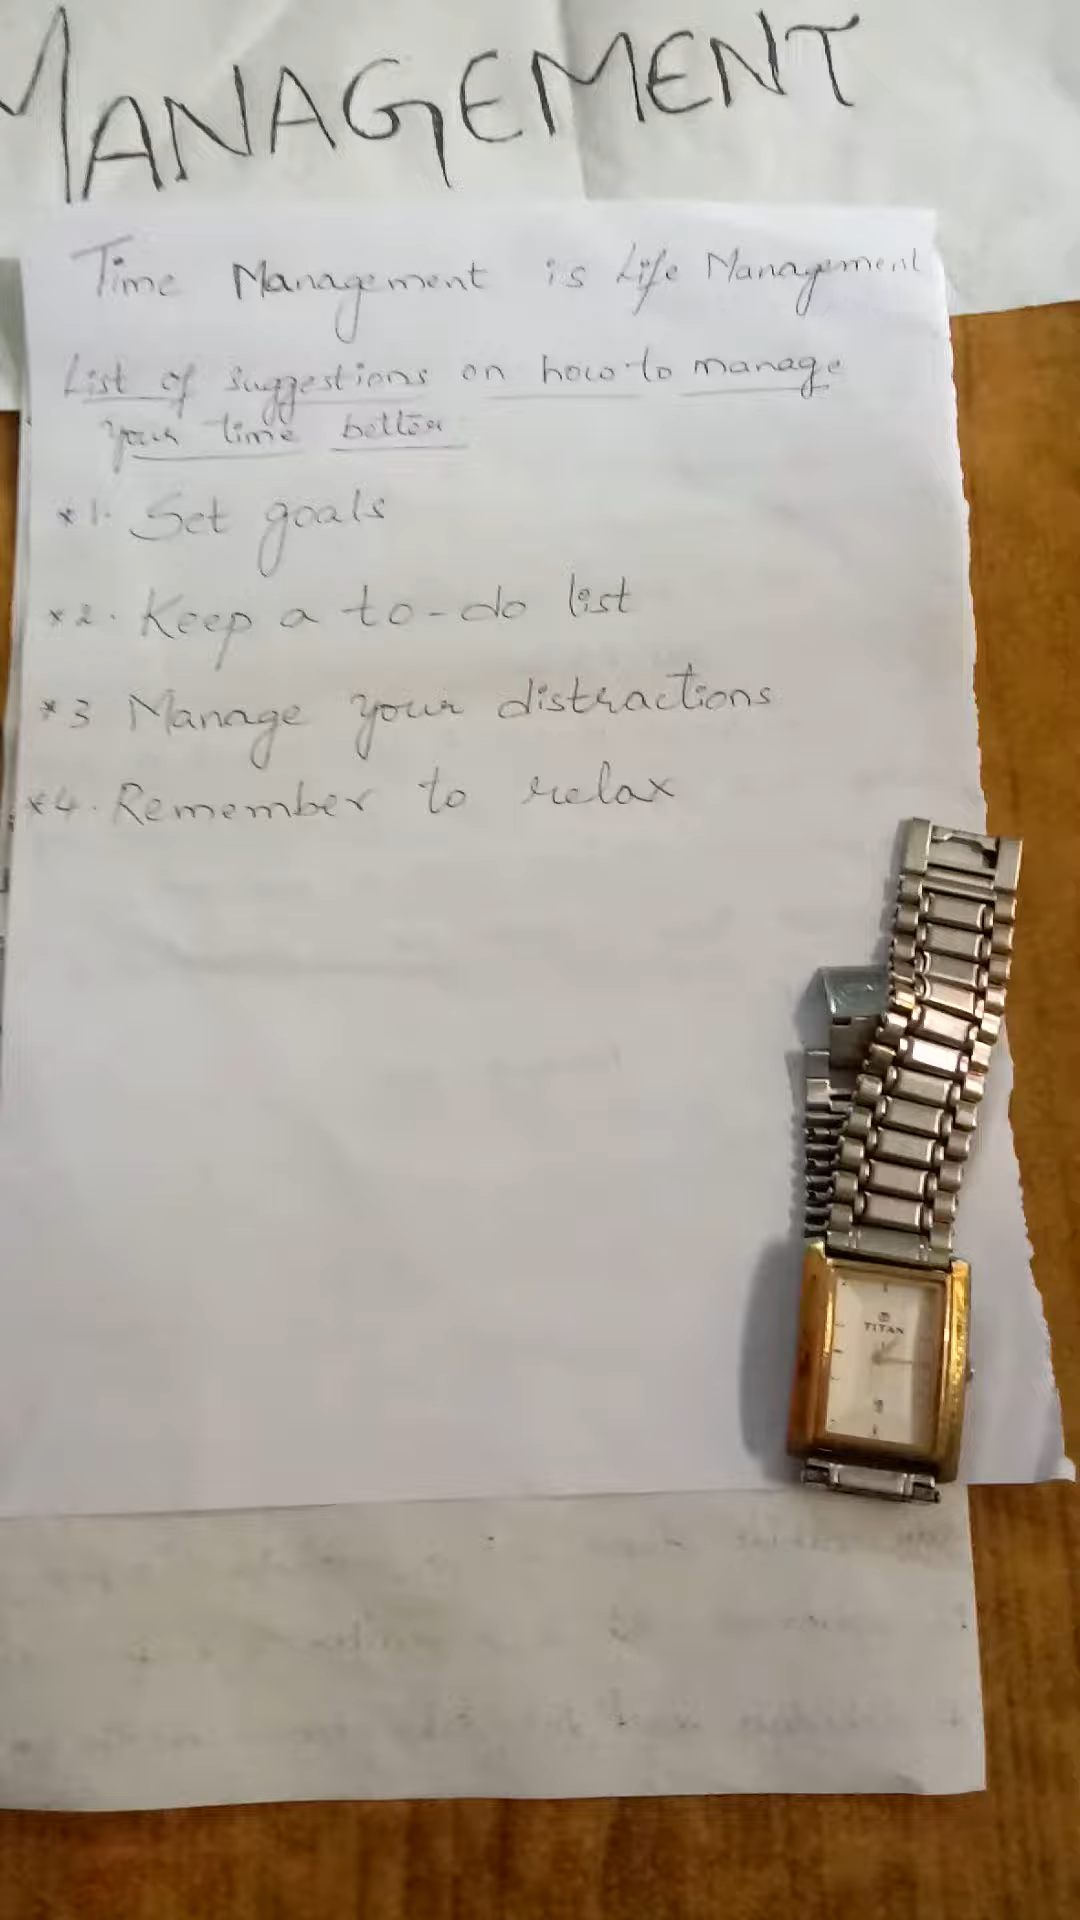 MANAGEMENT
Time Management is Life Management
List of suggestions on how to manage
your time better
*1. Set goals
*2. Keep a to-do list
*3 Manage your distractions
*4. Remember to relax
TITAN